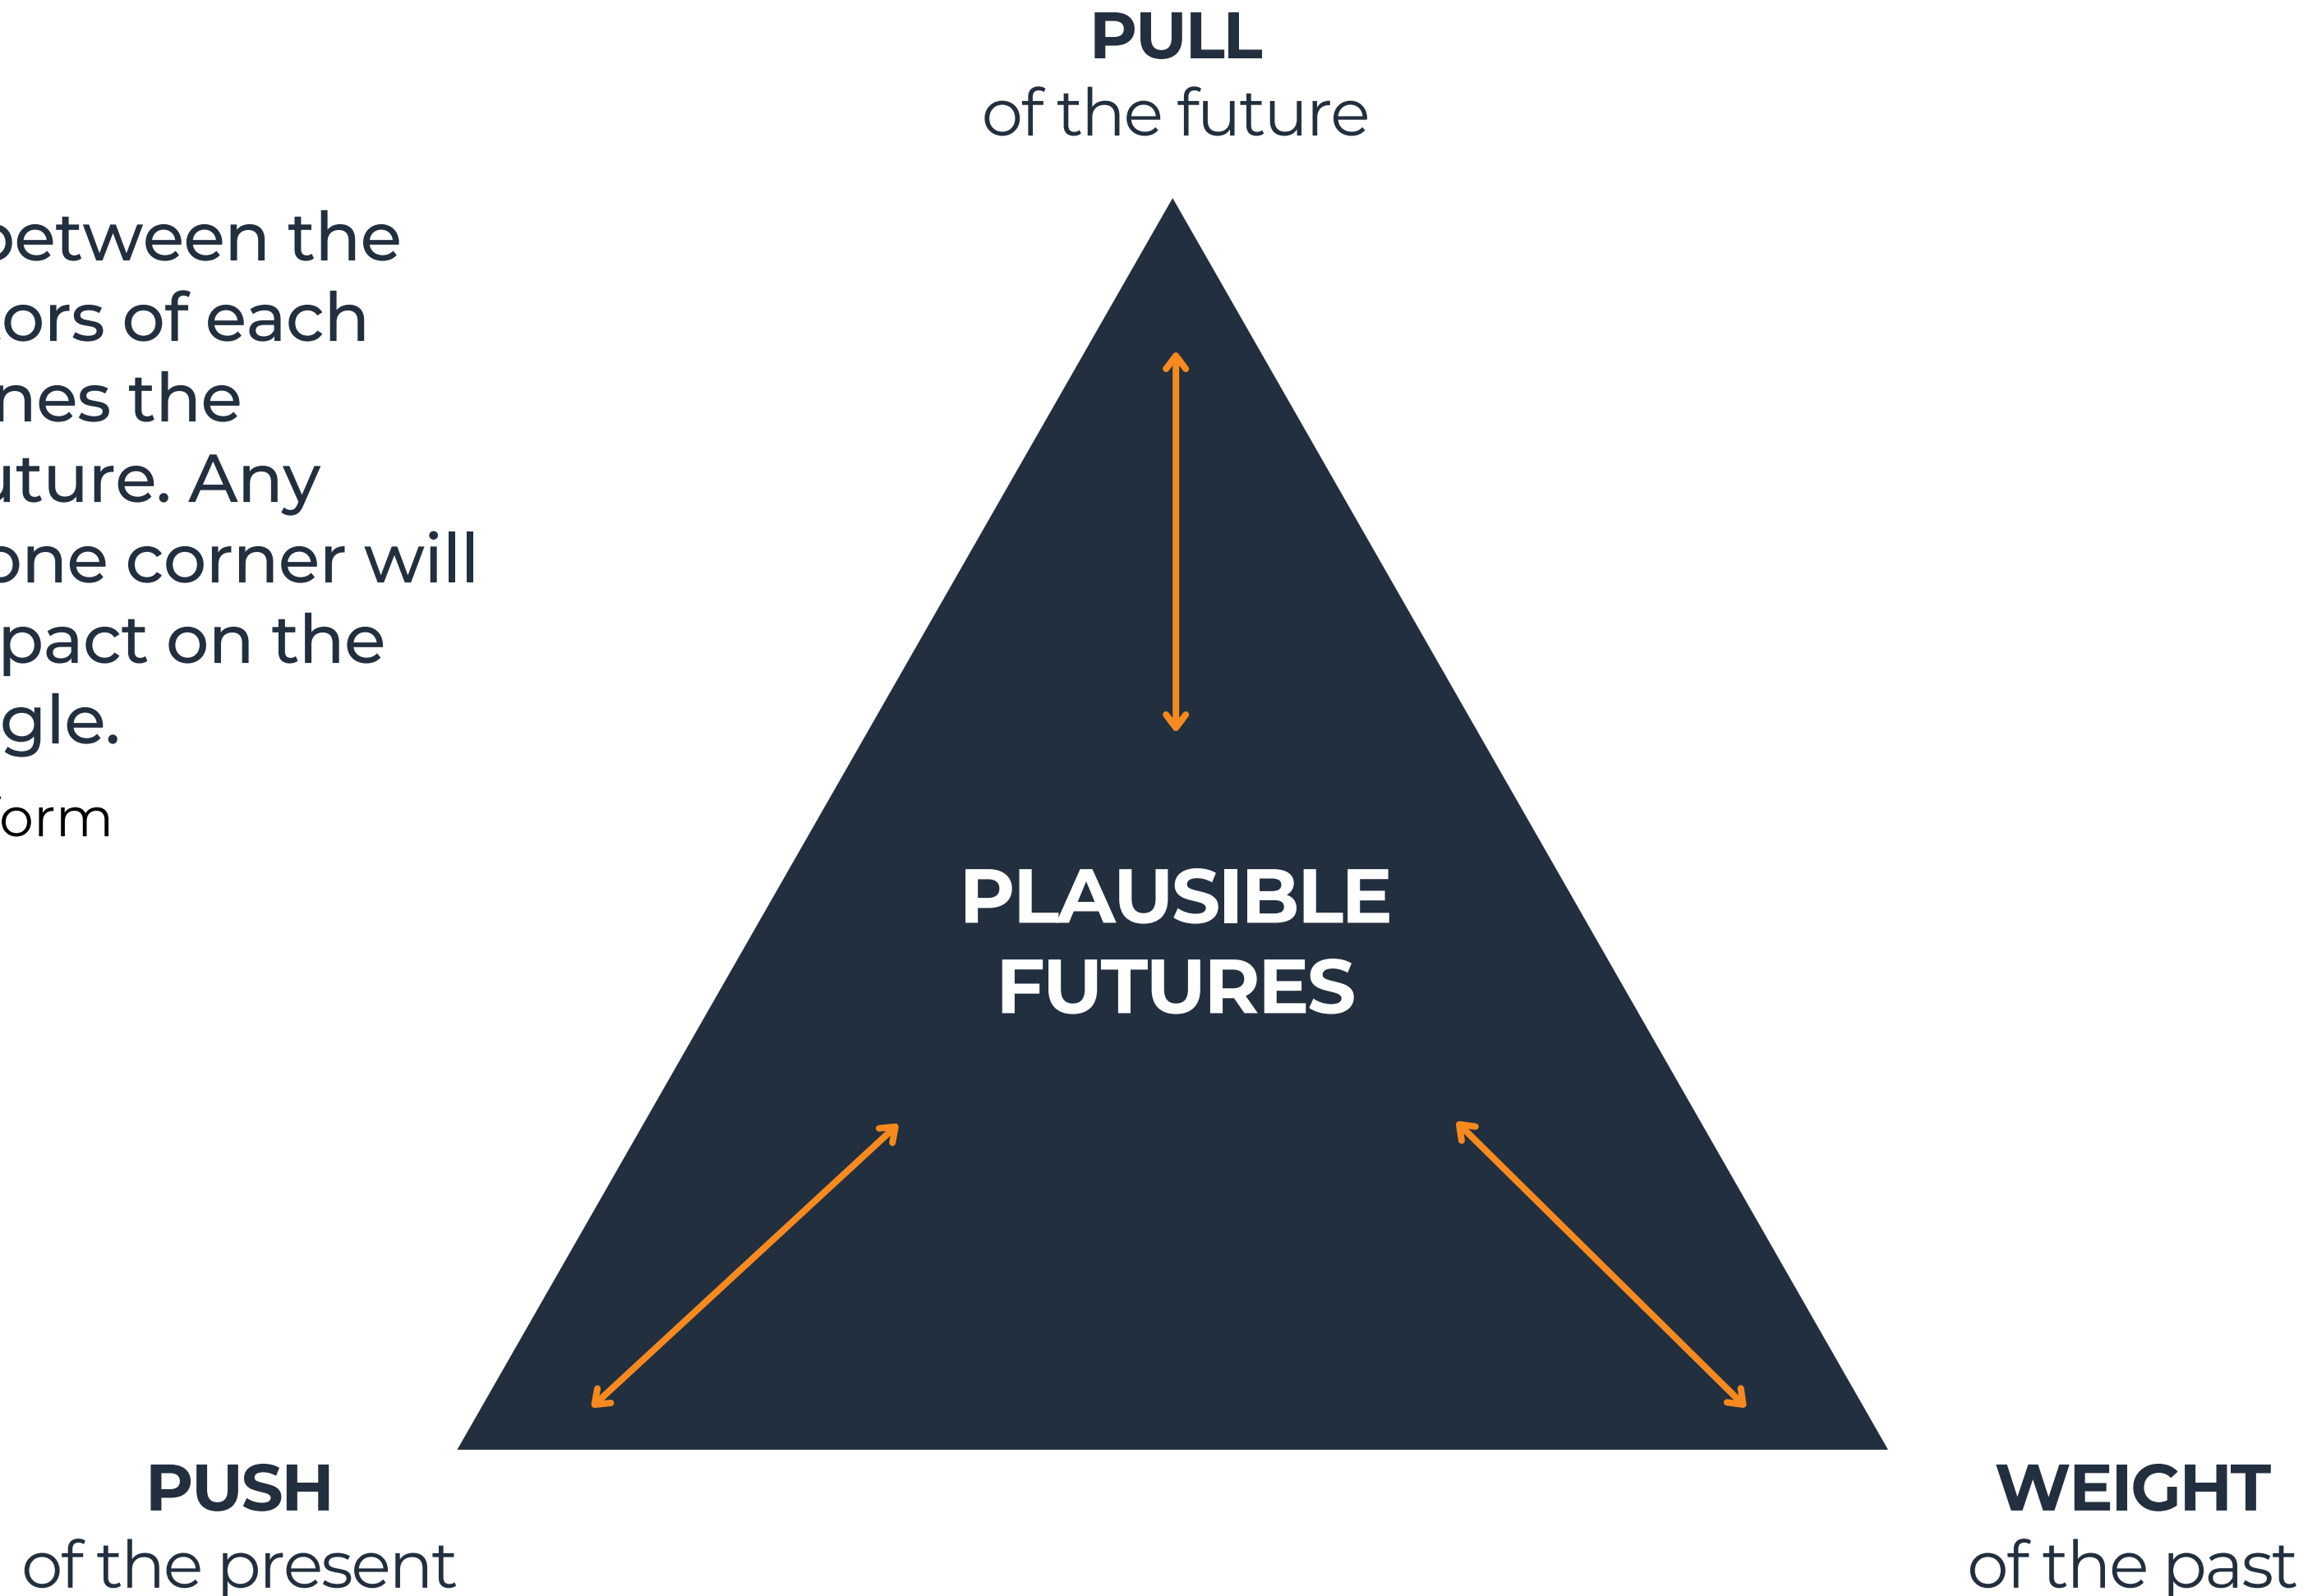 PULL
of the future
between the
ors of each
nes the
uture. Any
one corner will
pact on the
gle.
orm
PLAUSIBLE
FUTURES
PUSH
of the present
WEIGHT
of the past